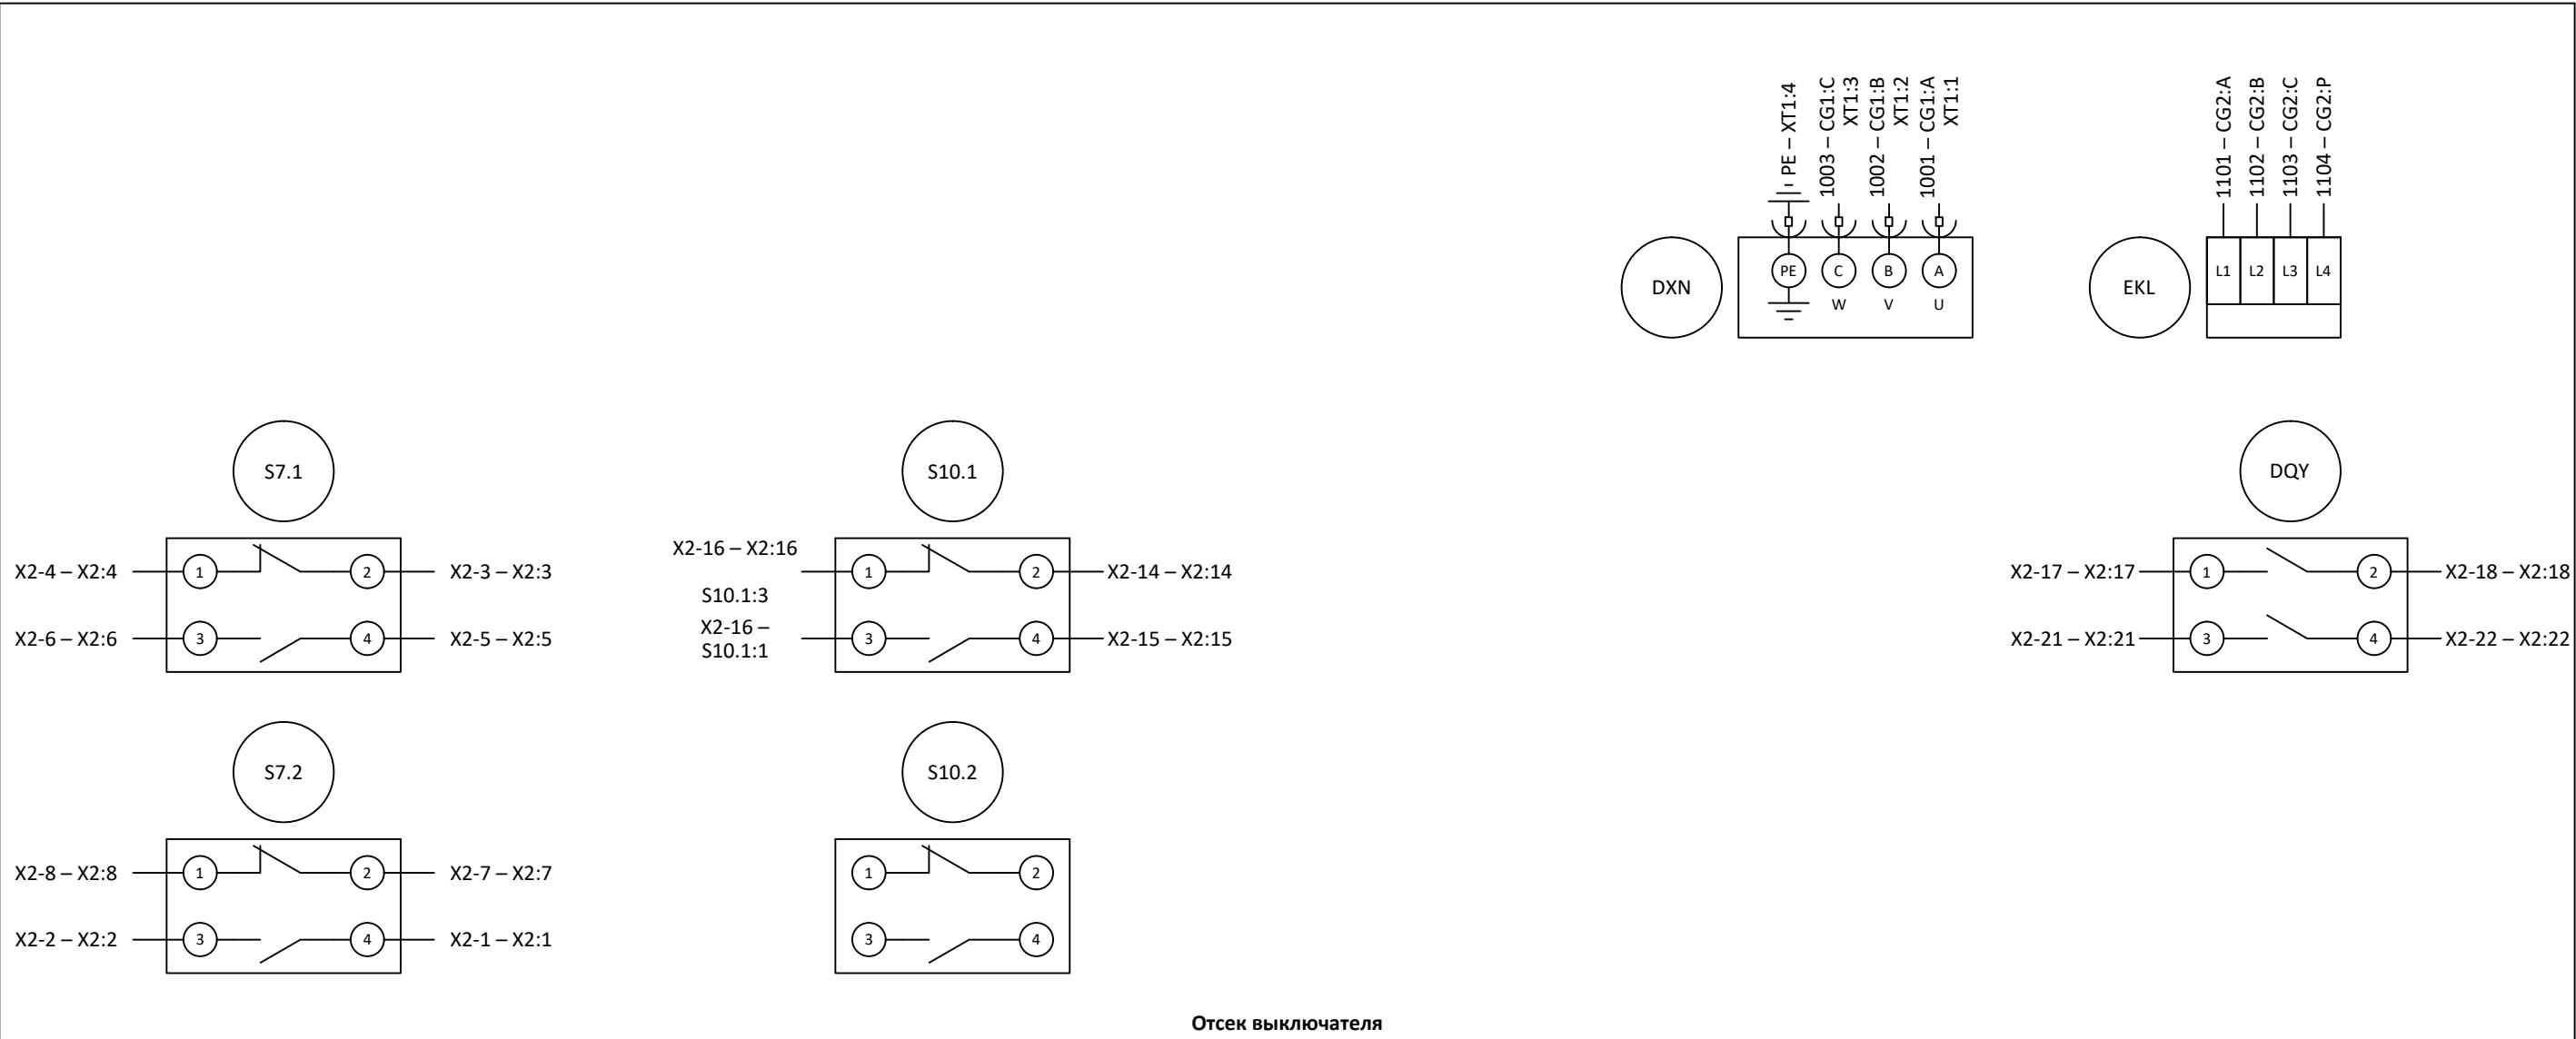 PE – XT1:4
1003 – CG1:C
XT1:3
1002 – CG1:B
XT1:2
1001 – CG1:A
XT1:1
1101 – CG2:A
1102 – CG2:B
1103 – CG2:C
1104 – CG2:P
DXN
PE
C
B
A
W
V
U
EKL
L1
L2
L3
L4
S7.1
X2-4 – X2:4
1
2
X2-3 – X2:3
X2-6 – X2:6
3
4
X2-5 – X2:5
S10.1
X2-16 – X2:16
S10.1:3
1
2
X2-14 – X2:14
X2-16 –
S10.1:1
3
4
X2-15 – X2:15
DQY
X2-17 – X2:17
1
2
X2-18 – X2:18
X2-21 – X2:21
3
4
X2-22 – X2:22
S7.2
X2-8 – X2:8
1
2
X2-7 – X2:7
X2-2 – X2:2
3
4
X2-1 – X2:1
S10.2
1
2
3
4
Отсек выключателя